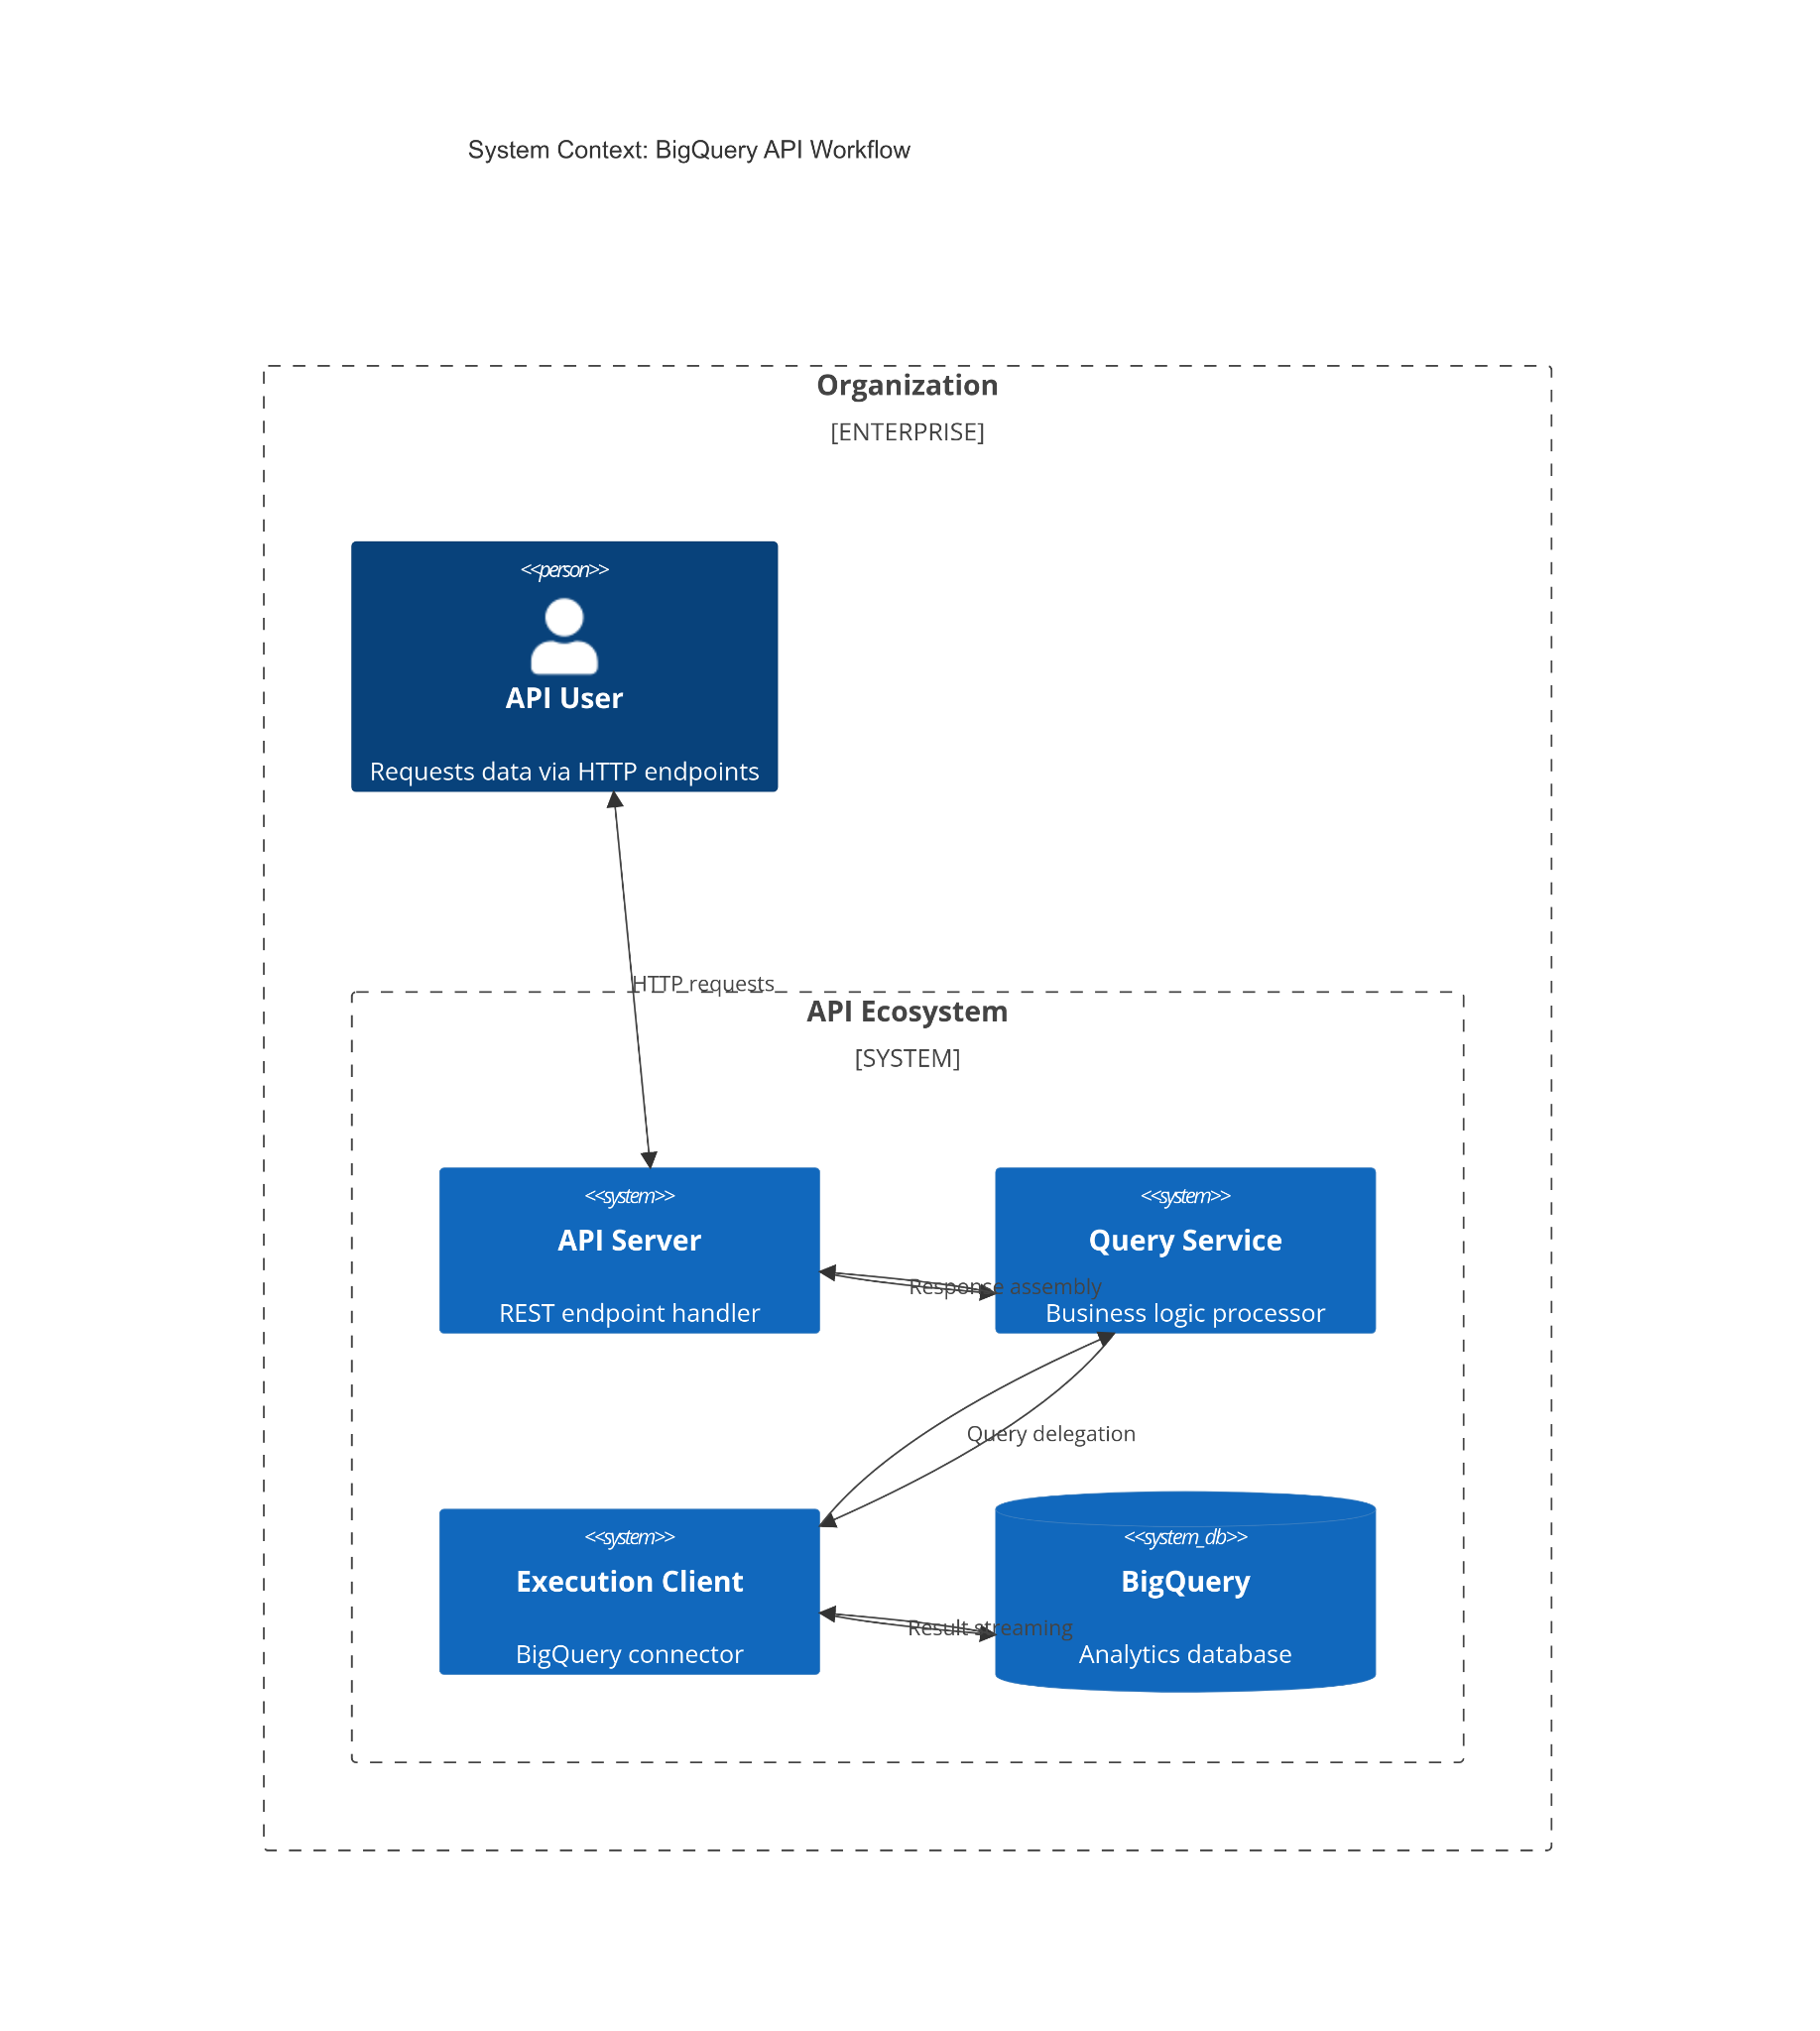 System Context: BigQuery API Workflow
Organization
[ENTERPRISE]
<<person>>
API User
Requests data via HTTP endpoints
HTTP requests
API Ecosystem
[SYSTEM]
<<system>>
API Server
REST endpoint handler
<<system>>
Query Service
Response assembly
Business logic processor
Query delegation
<<system>>
Execution Client
BigQuery connector
<<system_db>>
BigQuery
Result streaming
Analytics database